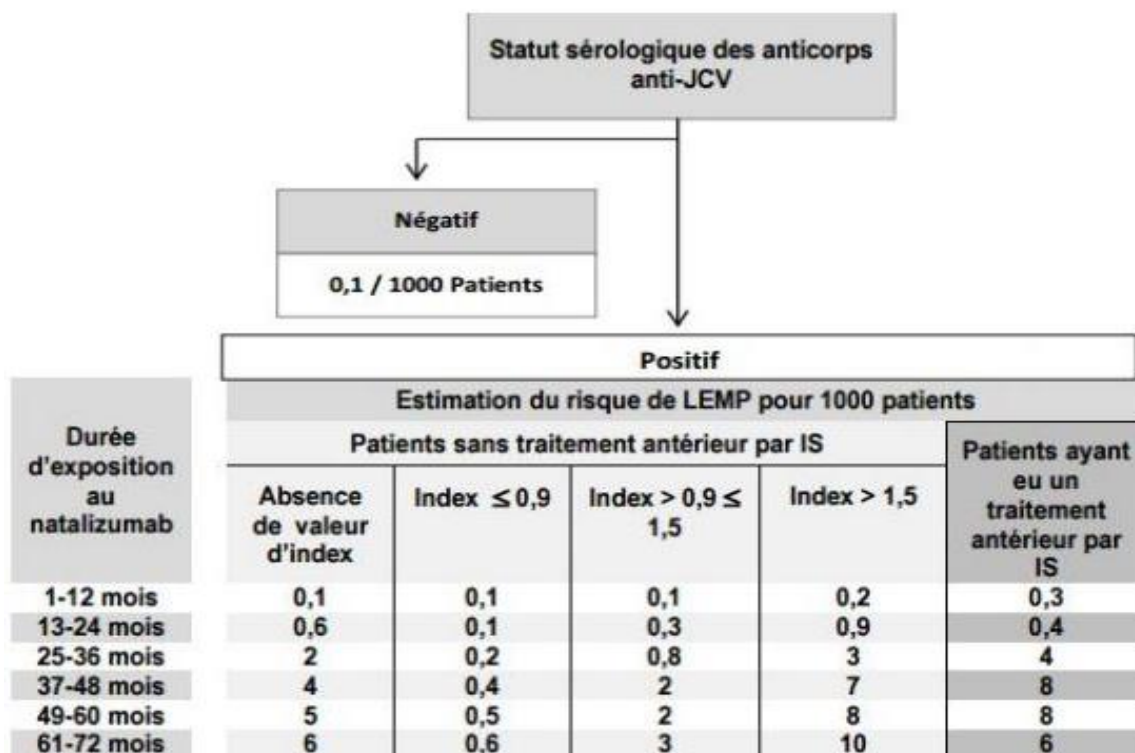 Statut sérologique des anticorps
anti-JCV
Négatif
0,1 / 1000 Patients
Positif
Estimation du risque de LEMP pour 1000 patients
Durée
d'exposition
au
natalizumab
Patients sans traitement antérieur par IS
Patients ayant
eu un
traitement
antérieur par
IS
Absence
de valeur
d'index
Index ≤ 0,9
Index > 0,9 ≤
1,5
Index > 1,5
1-12 mois 0,1 0,1 0,1 0,2 0,3
13-24 mois 0,6 0,1 0,3 0,9 0,4
25-36 mois 2 0,2 0,8 3 4
37-48 mois 4 0,4 2 7 8
49-60 mois 5 0,5 2 8 8
61-72 mois 6 0,6 3 10 6